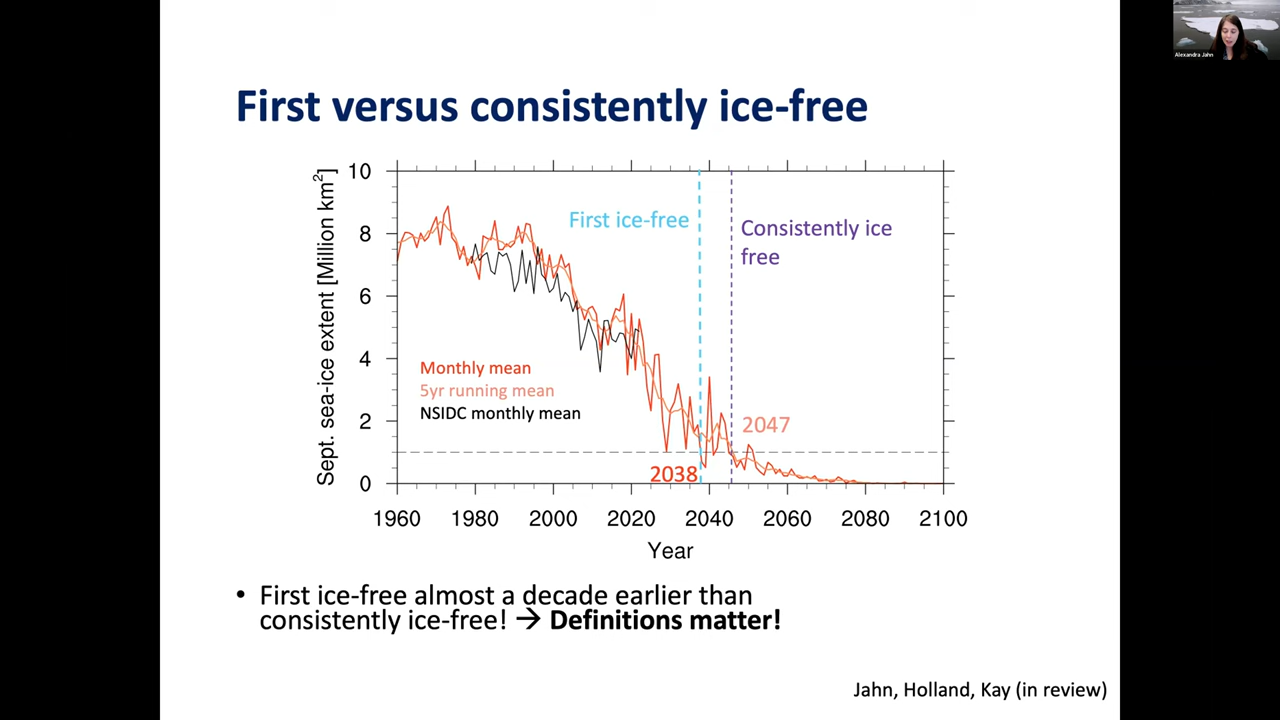 Alexandra Jahn
First versus consistently ice-free
Sept. sea-ice extent [Million km2]
10
8
6
4
2
0
First ice-free
Consistently ice
free
Monthly mean
5yr running mean
NSIDC monthly mean
2047
2038
1960 1980 2000 2020 2040 2060 2080 2100
Year
• First ice-free almost a decade earlier than
consistently ice-free! → Definitions matter!
Jahn, Holland, Kay (in review)